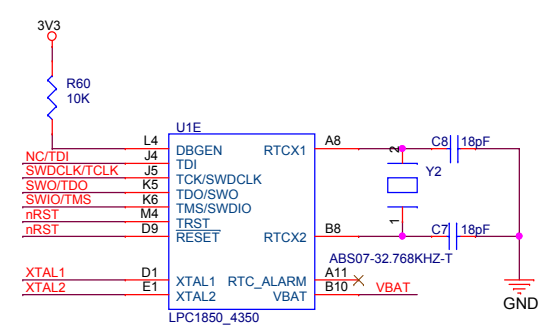 3V3
R60
10K
U1E
L4 DBGEN RTCX1 A8 C8 18pF
NC/TDI J4 TDI 2 Y2
SWDCLK/TCLK J5 TCK/SWDCLK
SWO/TDO K5 TDO/SWO
SWIO/TMS K6 TMS/SWDIO 1
nRST M4 TRST
nRST D9 RESET RTCX2 B8 C7 18pF
ABS07-32.768KHZ-T
XTAL1 D1 XTAL1 RTC_ALARM A11
XTAL2 E1 XTAL2 VBAT B10 VBAT
GND
LPC1850_4350